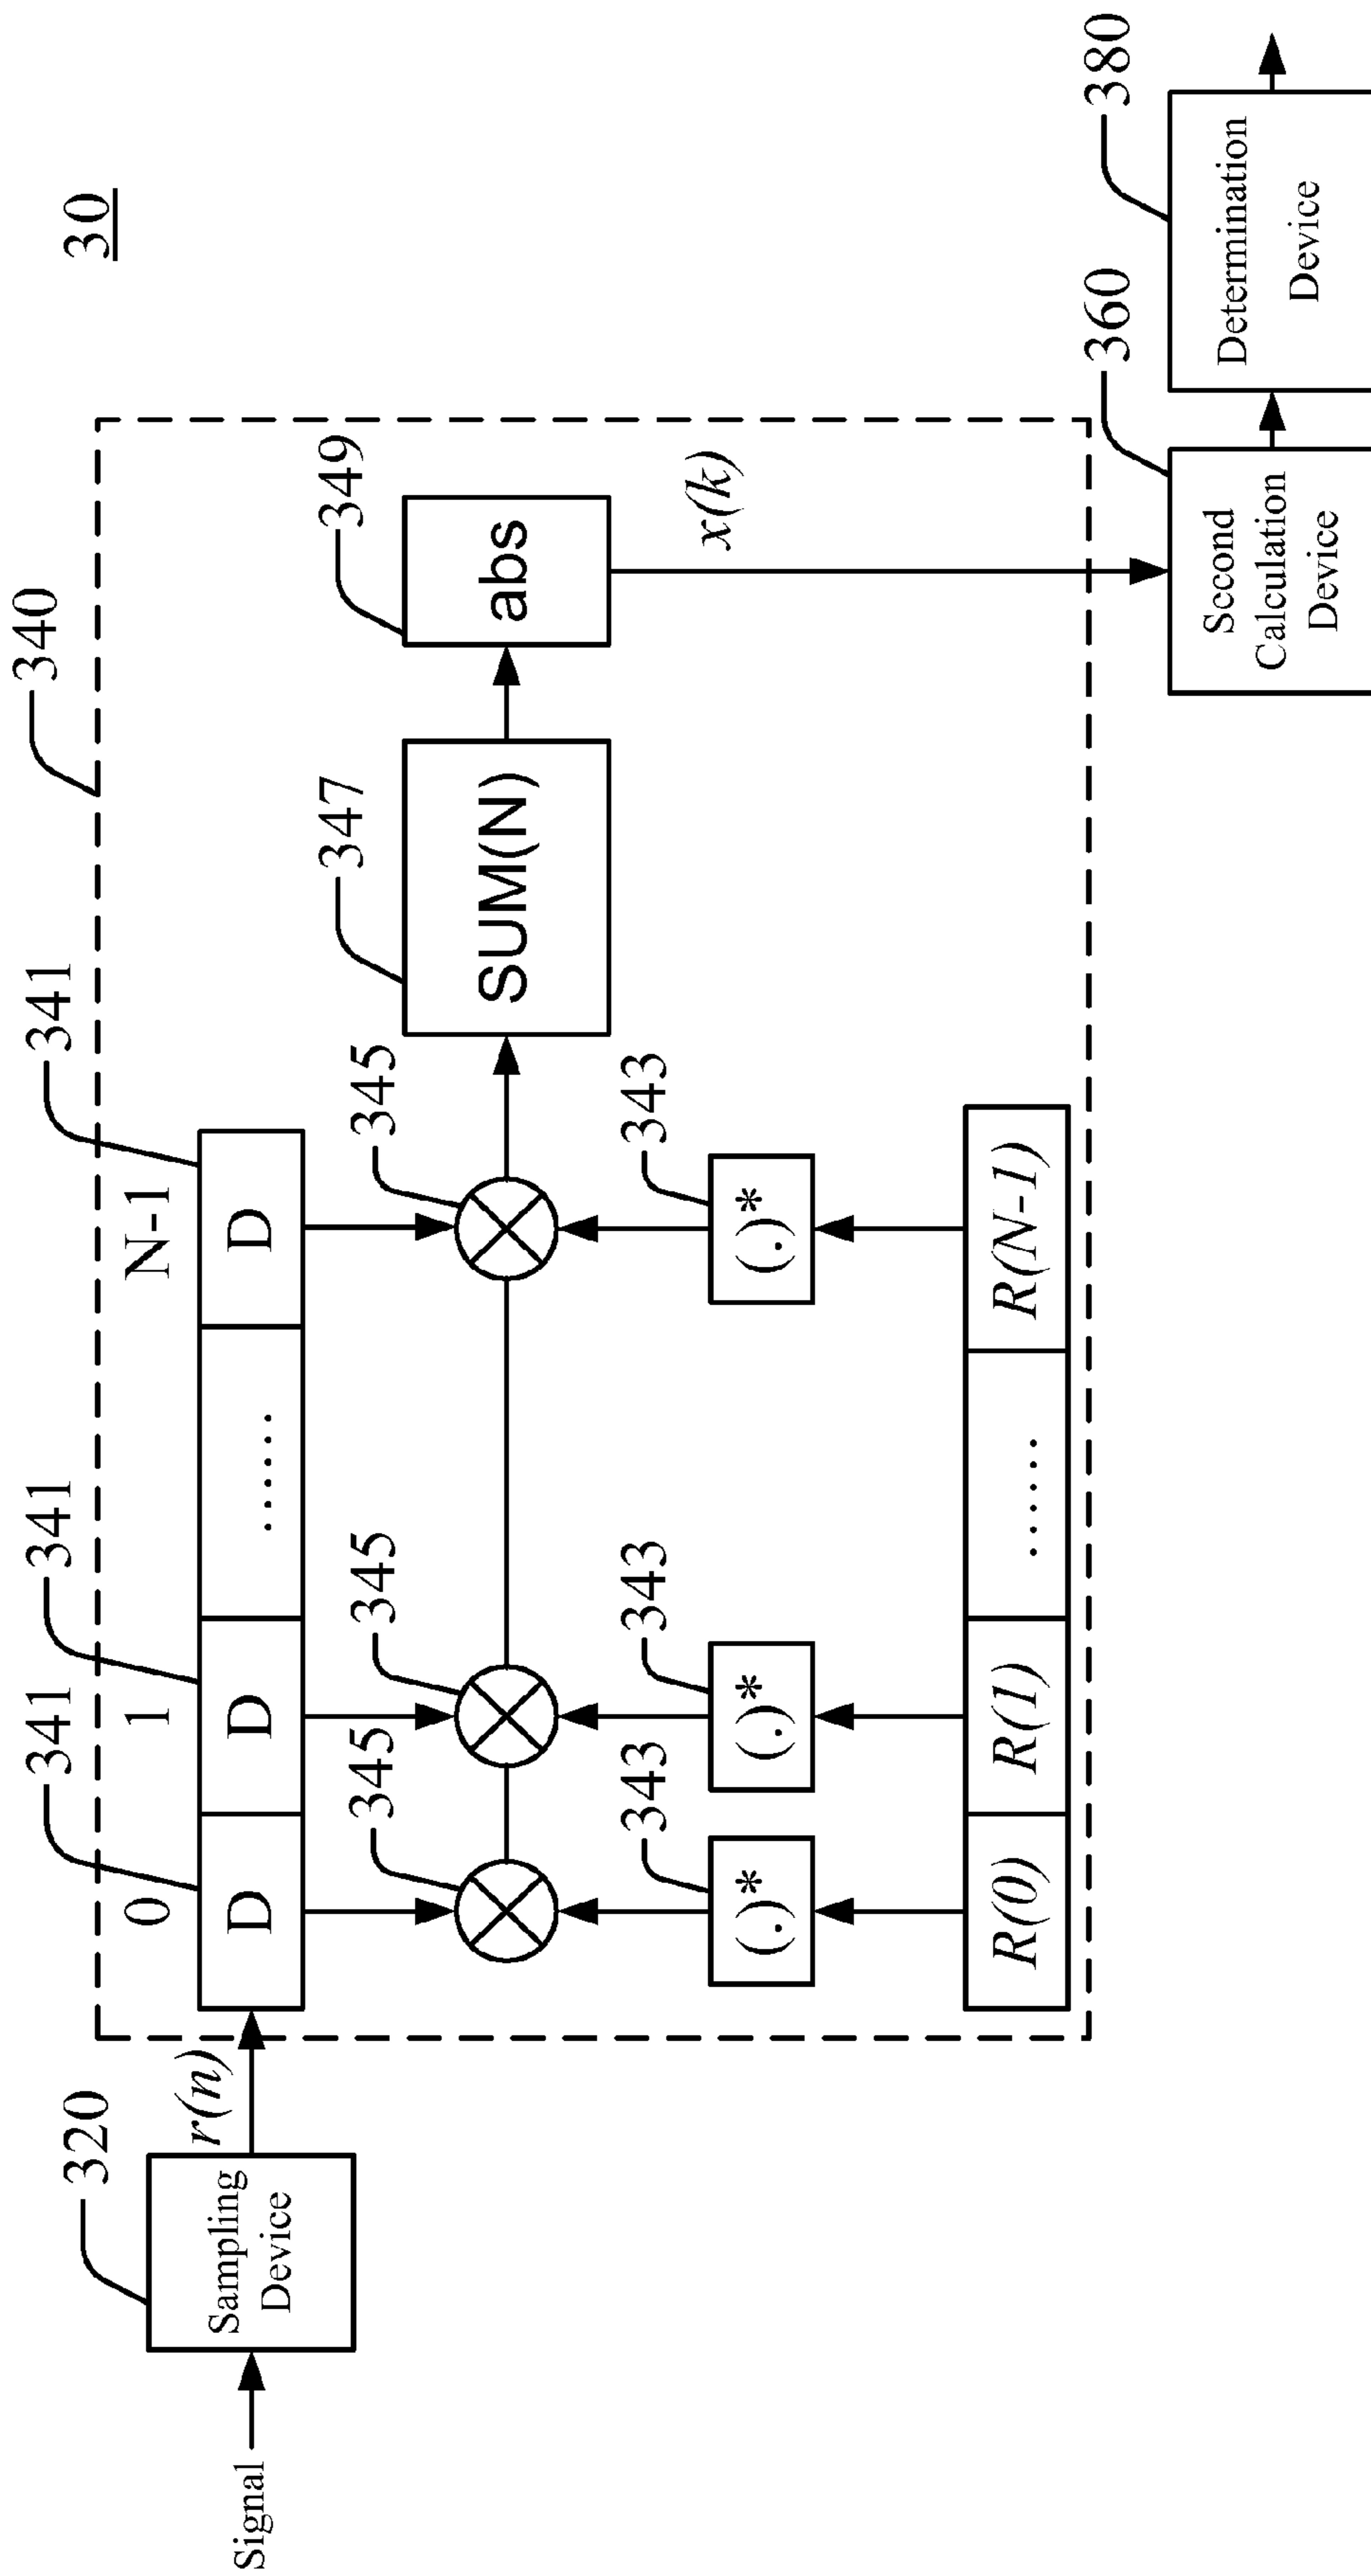 30
340
341
341
341
0
1
N-1
D
D
......
D
320
Signal
Sampling
Device
r(n)
345
345
345
347
SUM(N)
349
abs
x(k)
343
343
343
(.)*
(.)*
(.)*
R(0)
R(1)
......
R(N-1)
360
Second
Calculation
Device
380
Determination
Device